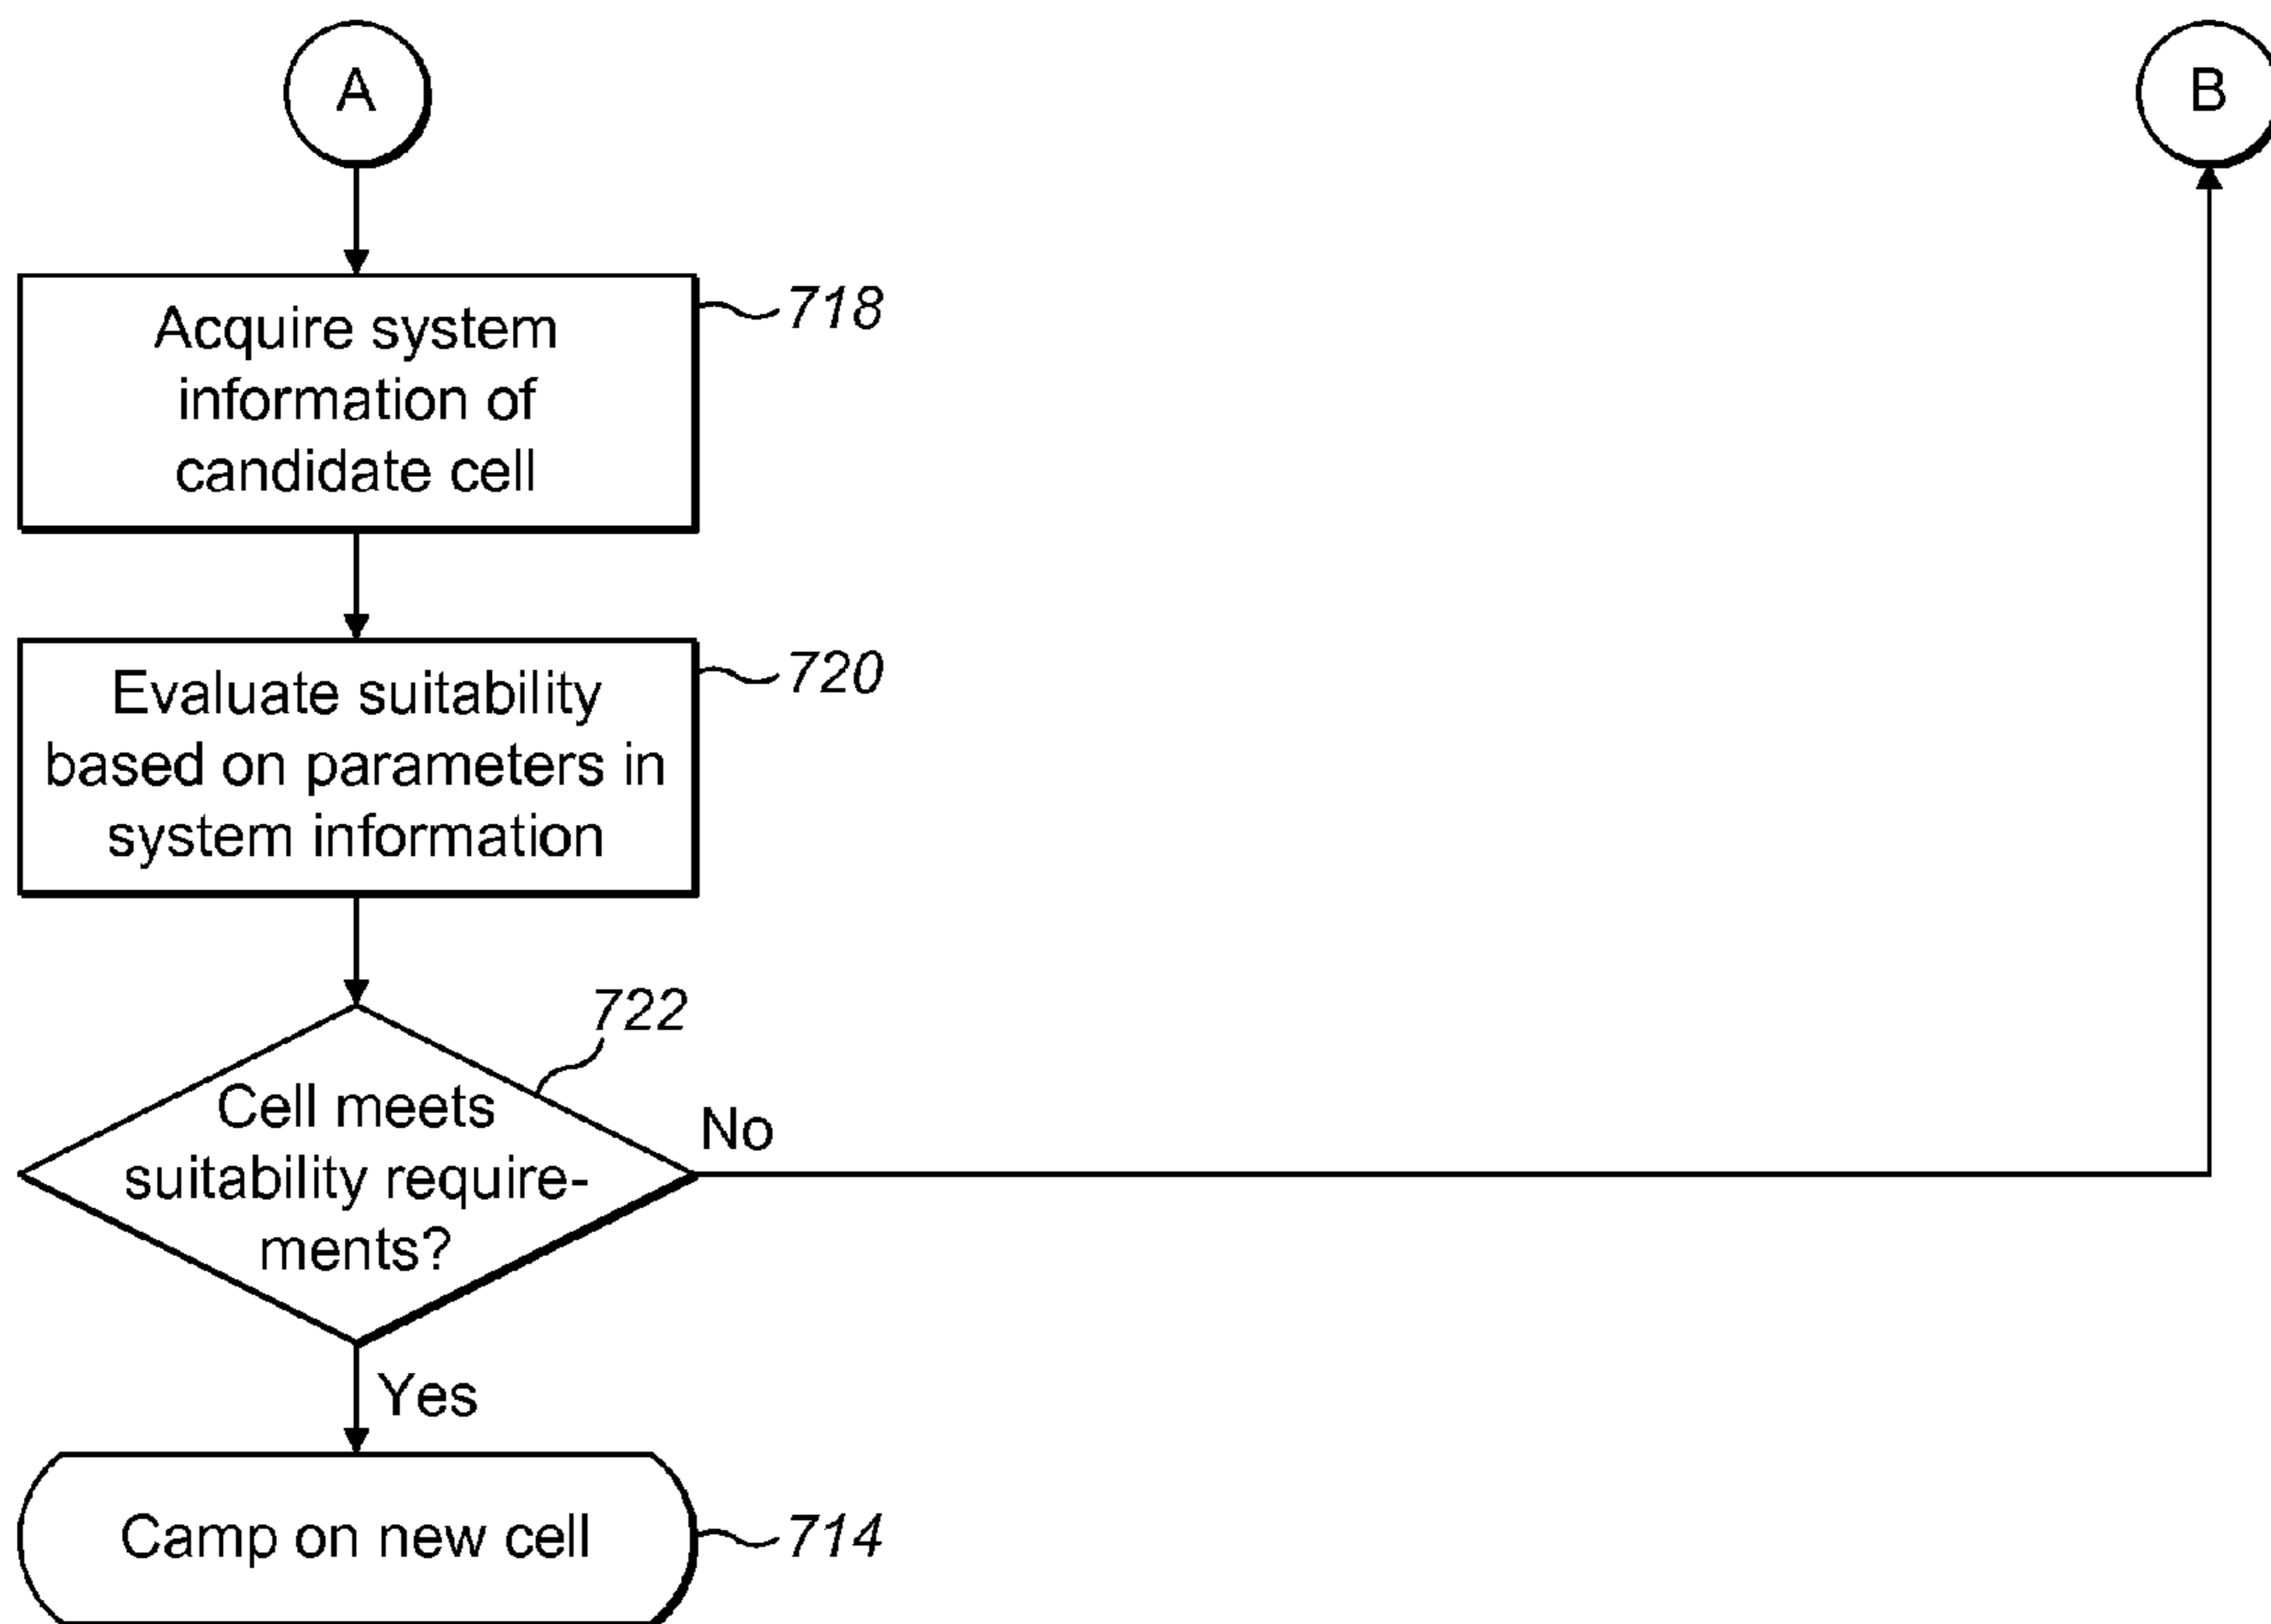 A
B
Acquire system
information of
candidate cell
718
Evaluate suitability
based on parameters in
system information
720
722
Cell meets
suitability require-
ments?
No
Yes
Camp on new cell
714